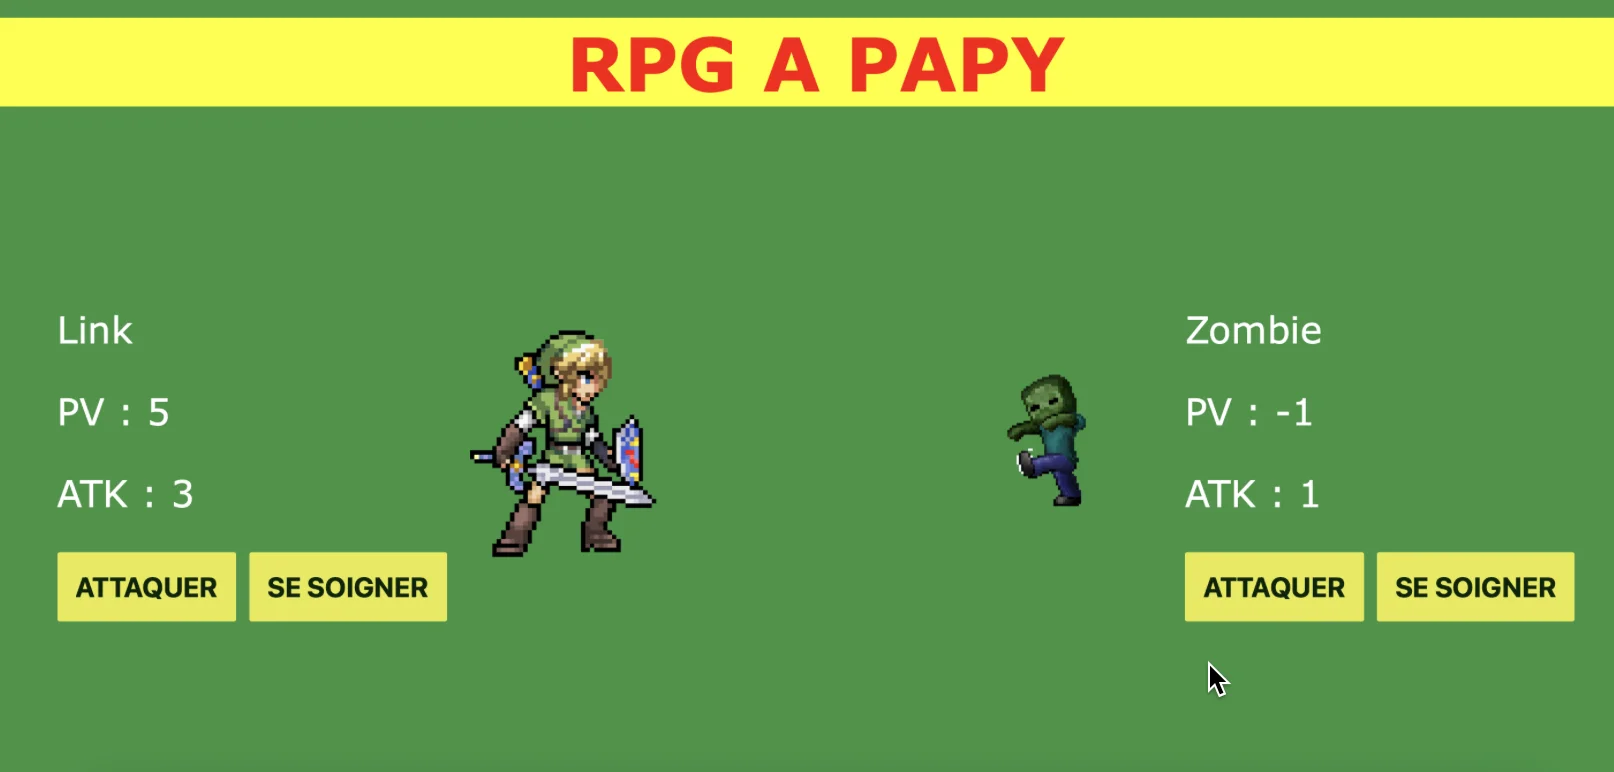 RPG A PAPY
Link
PV : 5
ATK : 3
ATTAQUER
SE SOIGNER
Zombie
PV : -1
ATK : 1
ATTAQUER
SE SOIGNER